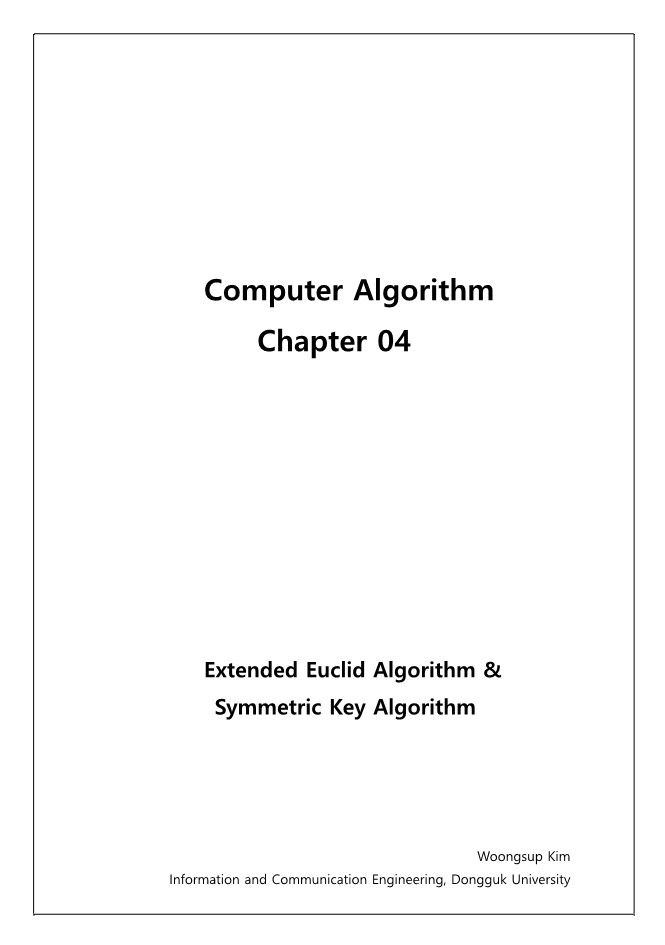 Computer Algorithm
Chapter 04
Extended Euclid Algorithm &
Symmetric Key Algorithm
Woongsup Kim
Information and Communication Engineering, Dongguk University